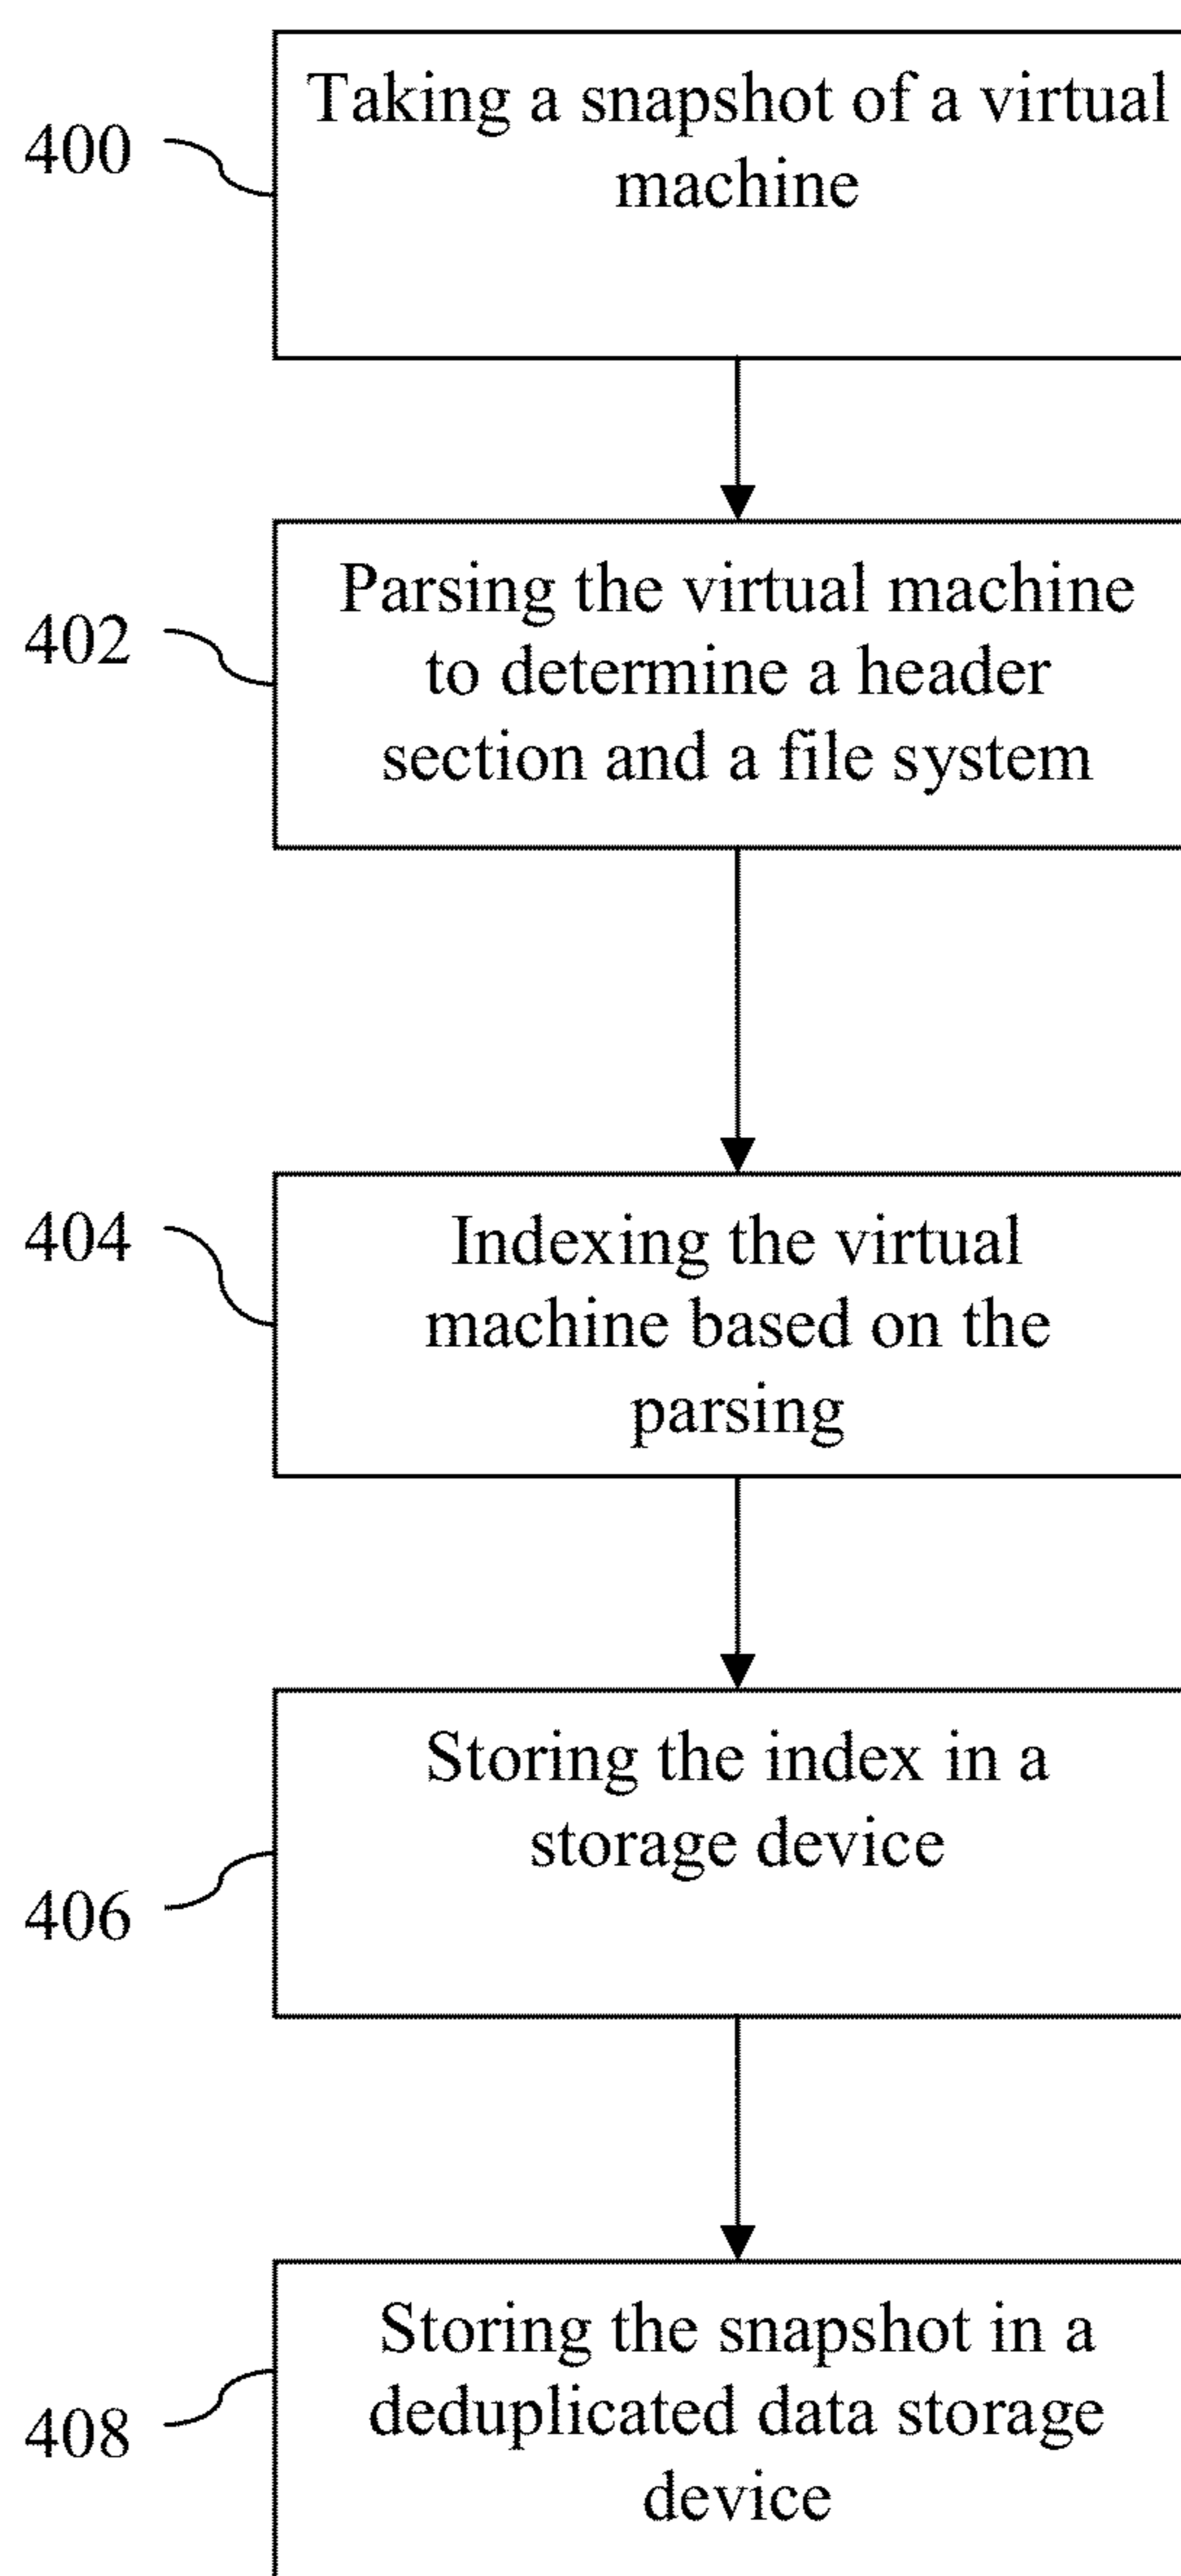 400
Taking a snapshot of a virtual
machine
402
Parsing the virtual machine
to determine a header
section and a file system
404
Indexing the virtual
machine based on the
parsing
406
Storing the index in a
storage device
408
Storing the snapshot in a
deduplicated data storage
device